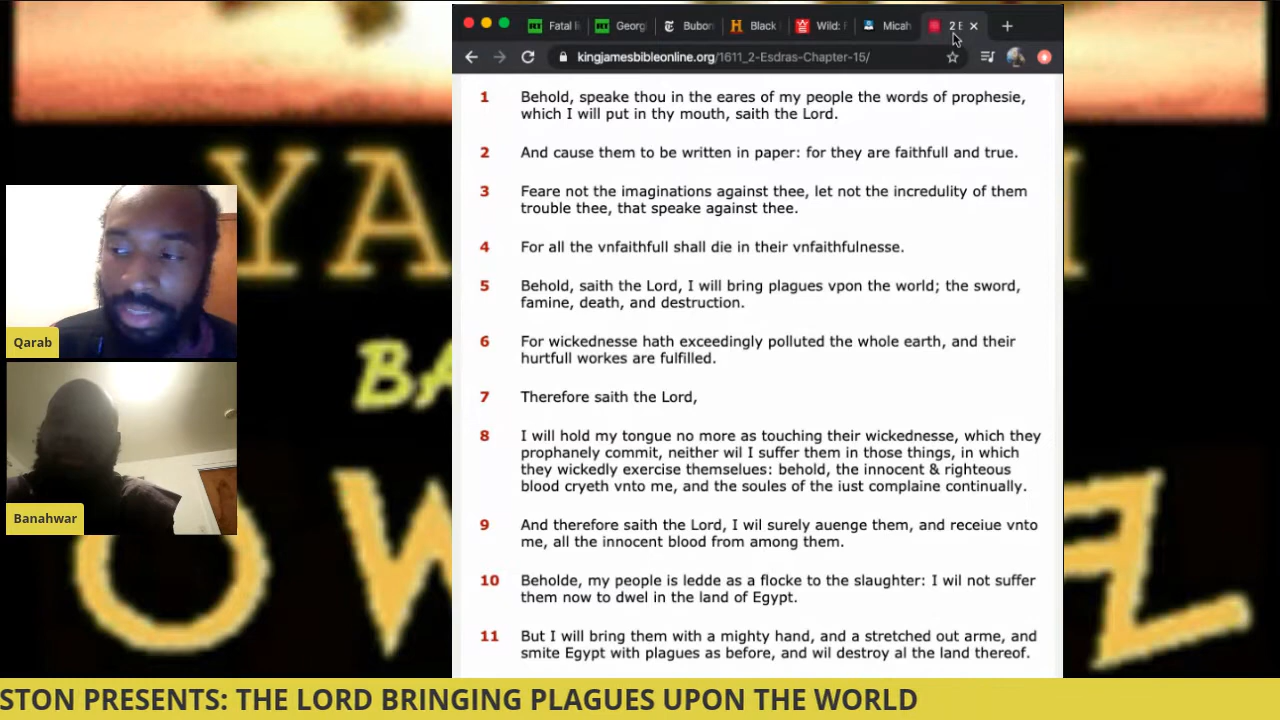 Fatal li
Georg
Bubon
Black
Wild: F
Micah
2 E
kingjamesbibleonline.org/1611_2-Esdras-Chapter-15/
1 Behold, speake thou in the eares of my people the words of prophesie,
which I will put in thy mouth, saith the Lord.
2 And cause them to be written in paper: for they are faithfull and true.
3 Feare not the imaginations against thee, let not the incredulity of them
trouble thee, that speake against thee.
4 For all the vnfaithfull shall die in their vnfaithfulnesse.
5 Behold, saith the Lord, I will bring plagues vpon the world; the sword,
famine, death, and destruction.
6 For wickednesse hath exceedingly polluted the whole earth, and their
hurtfull workes are fulfilled.
7 Therefore saith the Lord,
8 I will hold my tongue no more as touching their wickednesse, which they
prophanely commit, neither wil I suffer them in those things, in which
they wickedly exercise themselues: behold, the innocent & righteous
blood cryeth vnto me, and the soules of the iust complaine continually.
9 And therefore saith the Lord, I wil surely auenge them, and receiue vnto
me, all the innocent blood from among them.
10 Beholde, my people is ledde as a flocke to the slaughter: I wil not suffer
them now to dwel in the land of Egypt.
11 But I will bring them with a mighty hand, and a stretched out arme, and
smite Egypt with plagues as before, and wil destroy al the land thereof.
YA
BA
OW
Qarab
Banahwar
STON PRESENTS: THE LORD BRINGING PLAGUES UPON THE WORLD